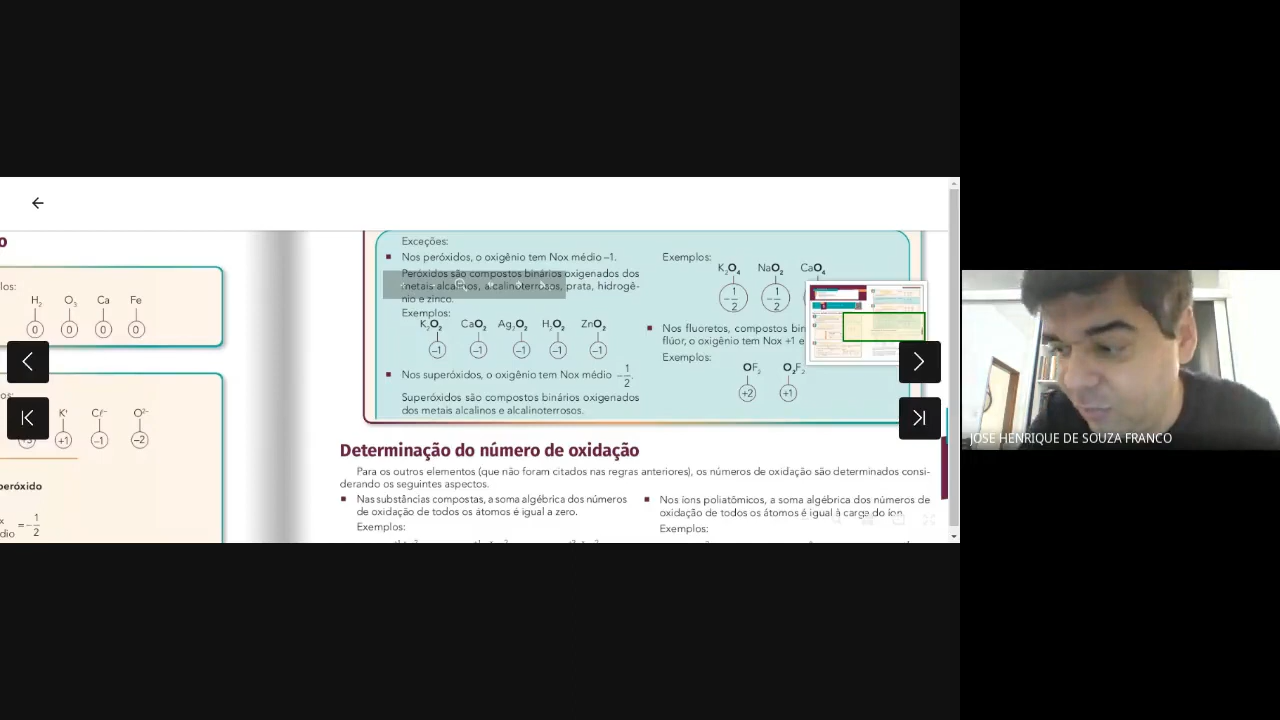 o
los:
H₂ O₃ Ca Fe
0 0 0 0
os:
K⁺ Cℓ⁻ O²⁻
+3 +1 –1 –2
peróxido
x
dio = – 1/2
Exceções:
Nos peróxidos, o oxigênio tem Nox médio –1.
Peróxidos são compostos binários oxigenados dos
metais alcalinos, alcalinoterrosos, prata, hidrogê-
nio e zinco.
Exemplos:
K₂O₂ CaO₂ Ag₂O₂ H₂O₂ ZnO₂
–1 –1 –1 –1 –1
Nos superóxidos, o oxigênio tem Nox médio – 1/2.
Superóxidos são compostos binários oxigenados
dos metais alcalinos e alcalinoterrosos.
Exemplos:
K₂O₄ NaO₂ CaO₄
– 1/2 – 1/2
Nos fluoretos, compostos bin
flúor, o oxigênio tem Nox +1 e
Exemplos:
OF₂ O₂F₂
+2 +1
Determinação do número de oxidação
Para os outros elementos (que não foram citados nas regras anteriores), os números de oxidação são determinados consi-
derando os seguintes aspectos.
Nas substâncias compostas, a soma algébrica dos números
de oxidação de todos os átomos é igual a zero.
Exemplos:
Nos íons poliatômicos, a soma algébrica dos números de
oxidação de todos os átomos é igual à carga do íon.
Exemplos:
JOSE HENRIQUE DE SOUZA FRANCO